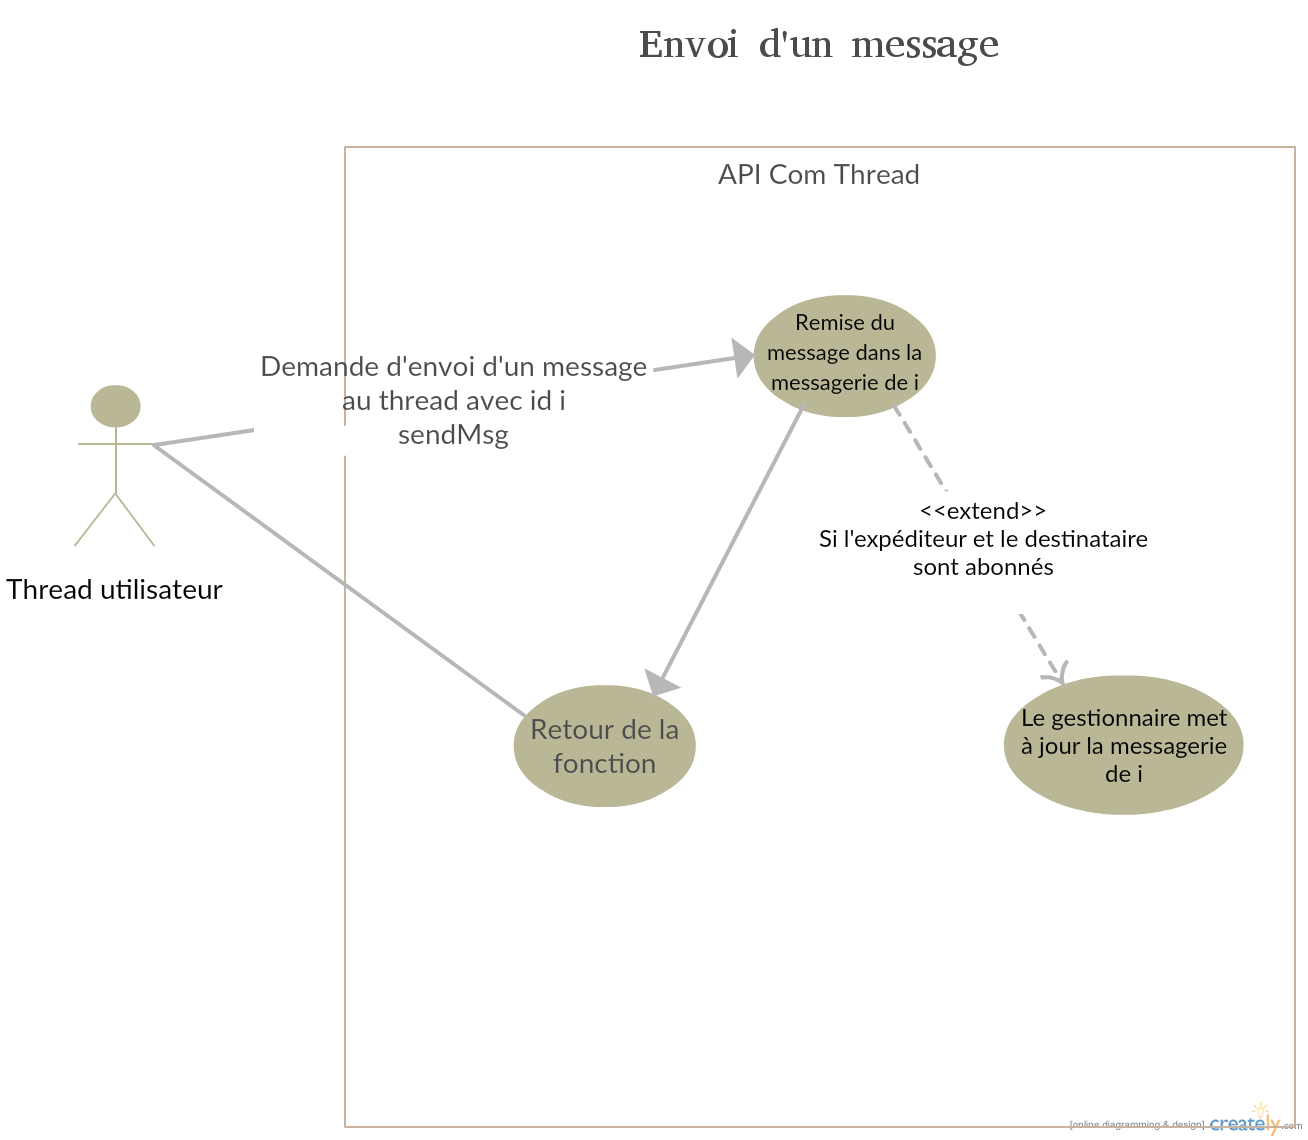 Envoi d'un message
API Com Thread
Remise du
message dans la
messagerie de i
Demande d'envoi d'un message
au thread avec id i
sendMsg
<<extend>>
Si l'expéditeur et le destinataire
sont abonnés
Thread utilisateur
Retour de la
fonction
Le gestionnaire met
à jour la messagerie
de i
[online diagramming & design] creately.com